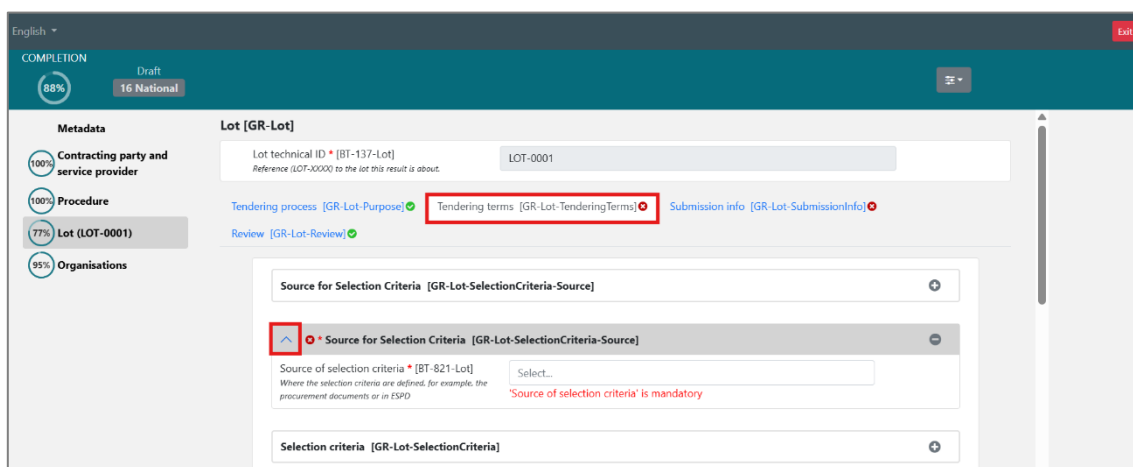 English
Exit
COMPLETION
88%
Draft
16 National
Metadata
100% Contracting party and
service provider
100% Procedure
77% Lot (LOT-0001)
95% Organisations
Lot [GR-Lot]
Lot technical ID * [BT-137-Lot]
Reference (LOT-XXXX) to the lot this result is about.
LOT-0001
Tendering process [GR-Lot-Purpose]
Tendering terms [GR-Lot-TenderingTerms]
Submission info [GR-Lot-SubmissionInfo]
Review [GR-Lot-Review]
Source for Selection Criteria [GR-Lot-SelectionCriteria-Source]
* Source for Selection Criteria [GR-Lot-SelectionCriteria-Source]
Source of selection criteria * [BT-821-Lot]
Where the selection criteria are defined, for example, the
procurement documents or in ESPD
Select...
'Source of selection criteria' is mandatory
Selection criteria [GR-Lot-SelectionCriteria]